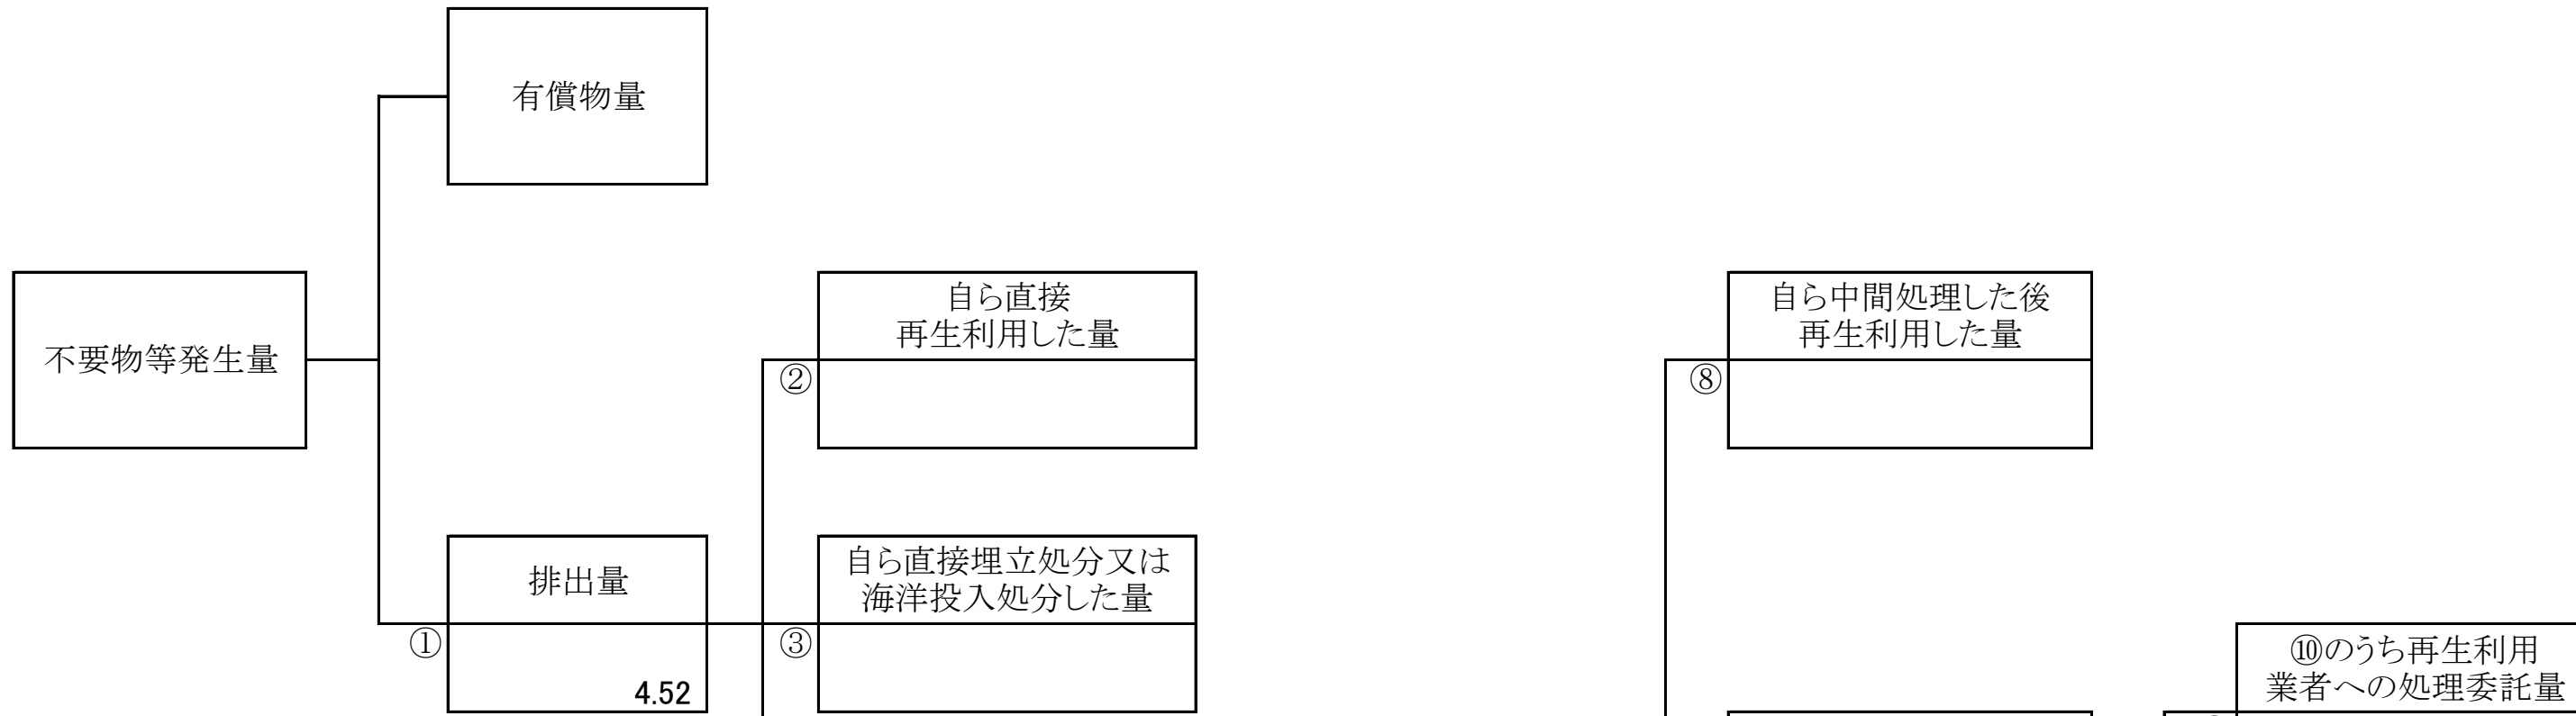 有償物量
不要物等発生量
自ら直接
再生利用した量
②
自ら中間処理した後
再生利用した量
⑧
排出量
①
4.52
自ら直接埋立処分又は
海洋投入処分した量
③
⑩のうち再生利用
業者への処理委託量